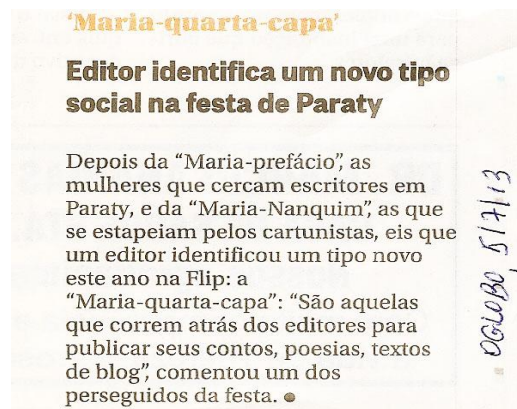 ‘Maria-quarta-capa’
Editor identifica um novo tipo
social na festa de Paraty
Depois da “Maria-prefácio”, as
mulheres que cercam escritores em
Paraty, e da “Maria-Nanquim”, as que
se estapeiam pelos cartunistas, eis que
um editor identificou um tipo novo
este ano na Flip: a
“Maria-quarta-capa”: “São aquelas
que correm atrás dos editores para
publicar seus contos, poesias, textos
de blog”, comentou um dos
perseguidos da festa. ●
OGLOBO, 5/7/13